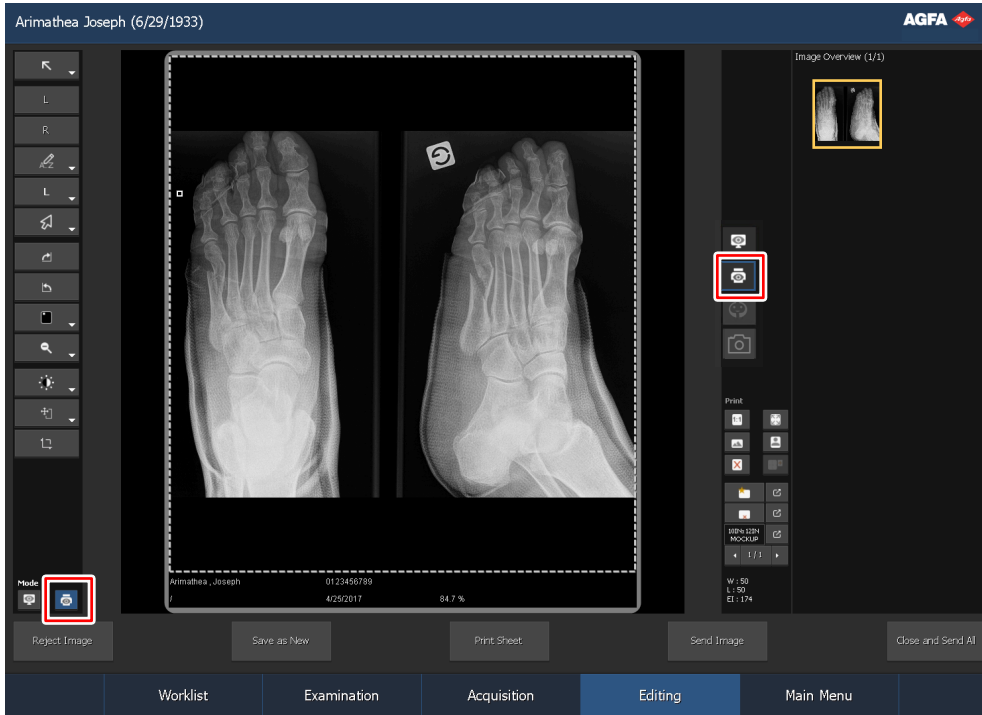 Arimathea Joseph (6/29/1933)
AGFA
Image Overview (1/1)
L
R
A-Z
L
Print
1:1
10INx12IN
MOCKUP
1/1
W : 50
L : 50
EI : 174
Mode
Arimathea , Joseph 0123456789
/ 4/25/2017 84.7 %
Reject Image
Save as New
Print Sheet
Send Image
Close and Send All
Worklist
Examination
Acquisition
Editing
Main Menu